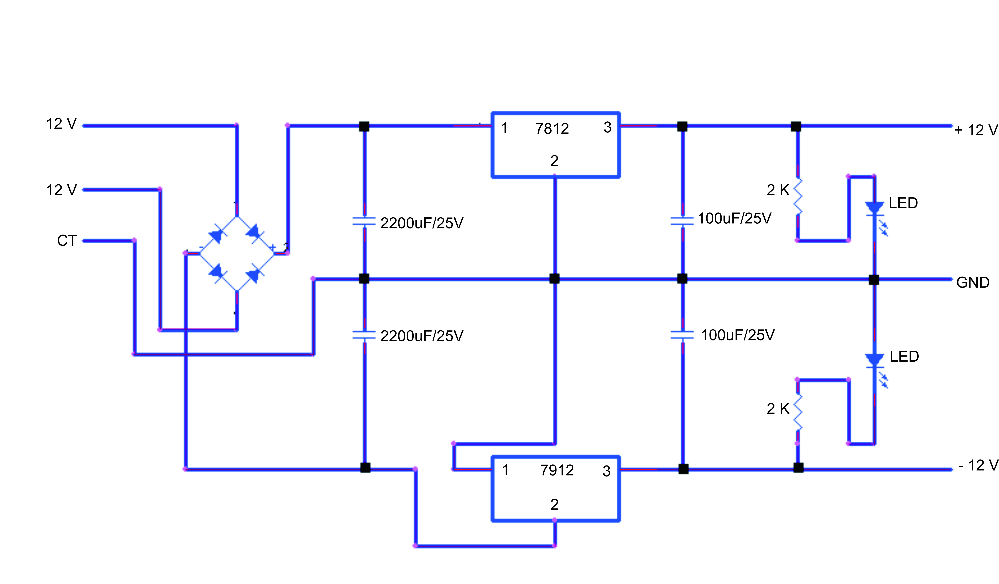 12 V
1
7812
3
+ 12 V
2
12 V
2 K
LED
2200uF/25V
100uF/25V
CT
-
+
GND
2200uF/25V
100uF/25V
LED
2 K
1
7912
3
- 12 V
2